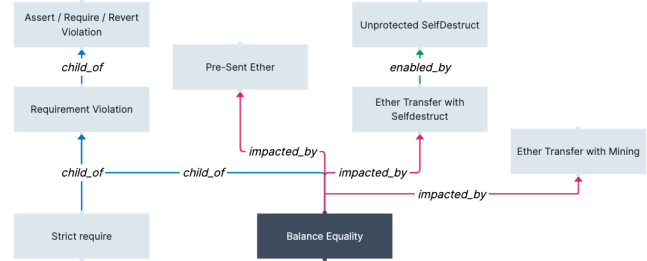 Assert / Require / Revert
Violation
Unprotected SelfDestruct
child_of
Pre-Sent Ether
enabled_by
Requirement Violation
Ether Transfer with
Selfdestruct
impacted_by
Ether Transfer with Mining
child_of
child_of
impacted_by
impacted_by
Strict require
Balance Equality